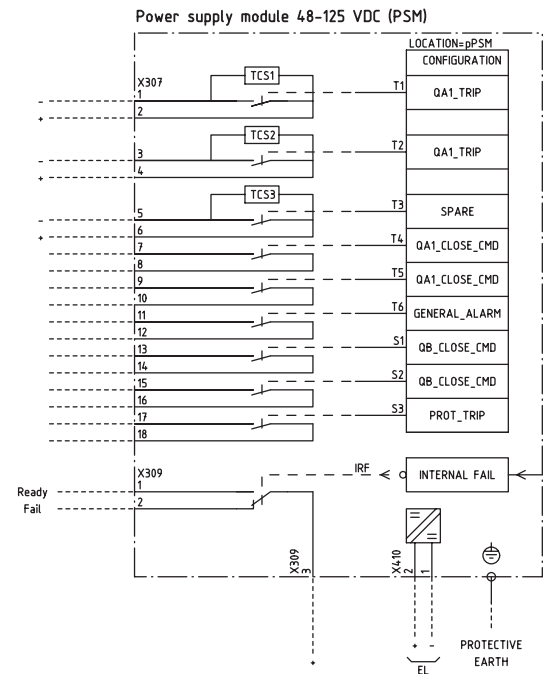 Power supply module 48-125 VDC (PSM)
LOCATION=pPSM
CONFIGURATION
X307
TCS1
T1
QA1_TRIP
- 1
+ 2
TCS2
T2
QA1_TRIP
- 3
+ 4
TCS3
T3
SPARE
- 5
+ 6
T4
QA1_CLOSE_CMD
7
8
T5
QA1_CLOSE_CMD
9
10
T6
GENERAL_ALARM
11
12
S1
QB_CLOSE_CMD
13
14
S2
QB_CLOSE_CMD
15
16
S3
PROT_TRIP
17
18
X309
IRF
INTERNAL FAIL
Ready 1
Fail 2
X309
3
X410
2
1
+
+ -
EL
PROTECTIVE
EARTH